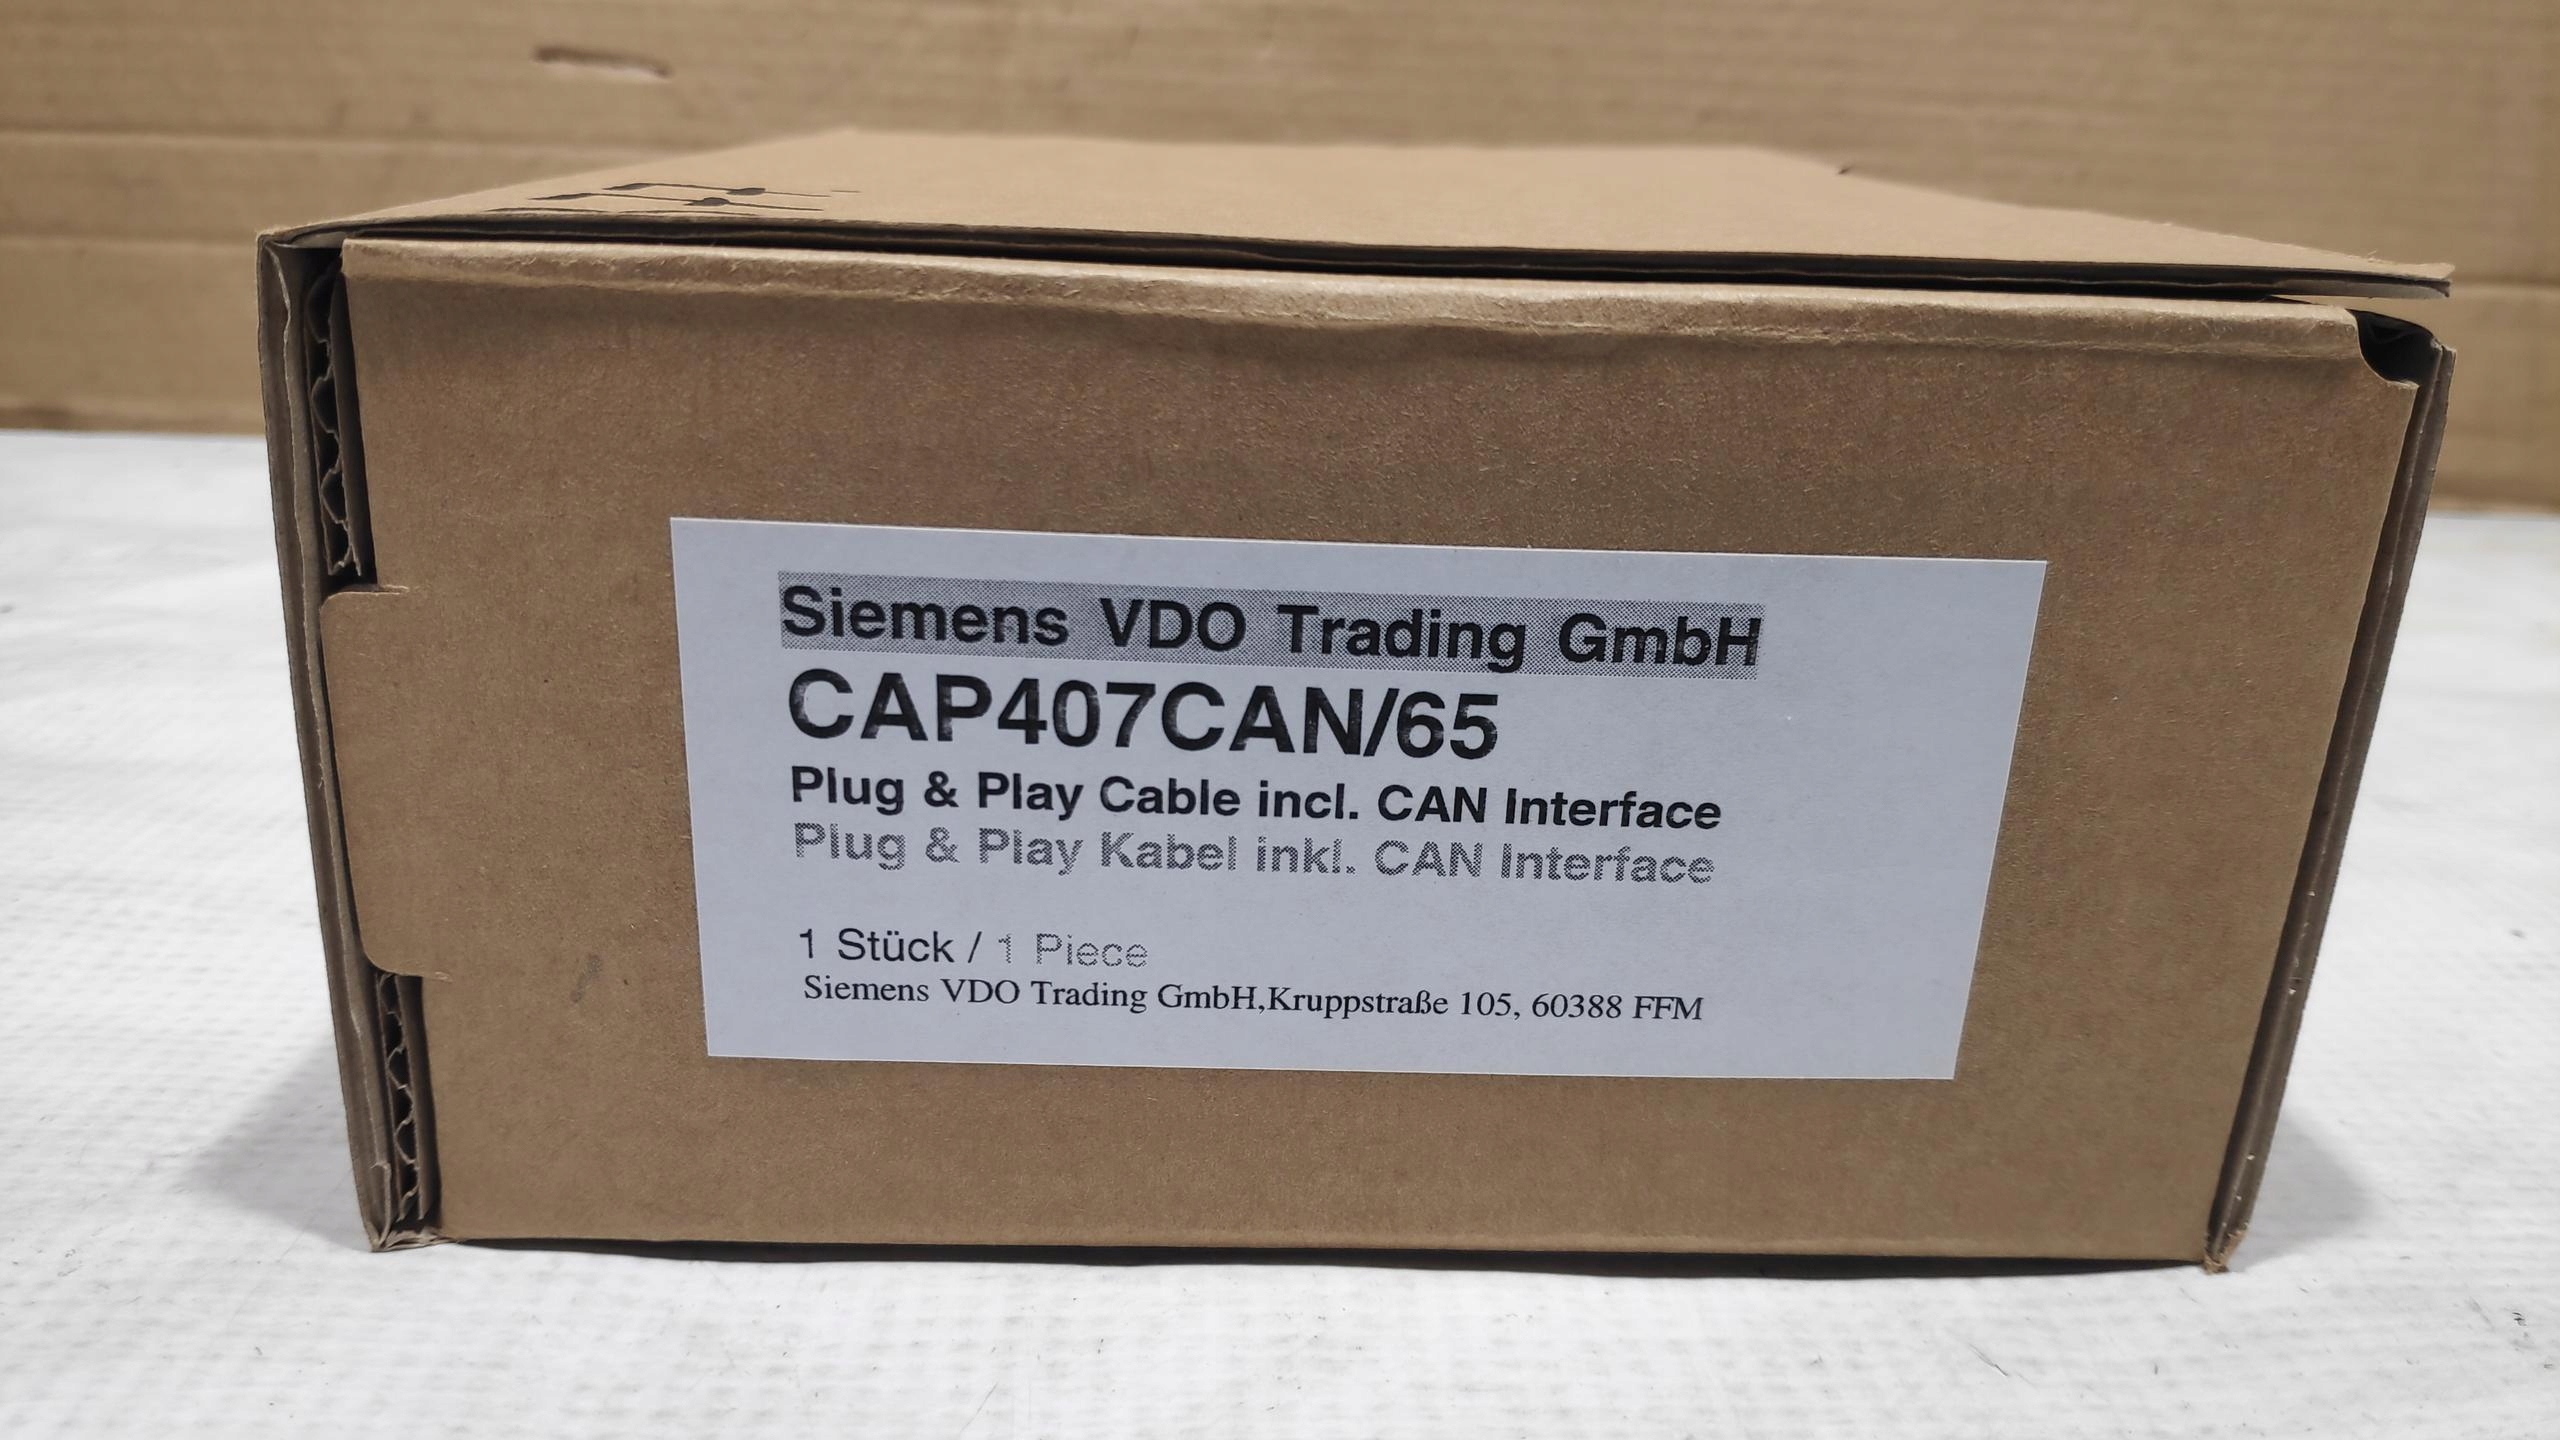 Siemens VDO Trading GmbH
CAP407CAN/65
Plug & Play Cable incl. CAN Interface
Plug & Play Kabel inkl. CAN Interface
1 Stück / 1 Piece
Siemens VDO Trading GmbH,Kruppstraße 105, 60388 FFM